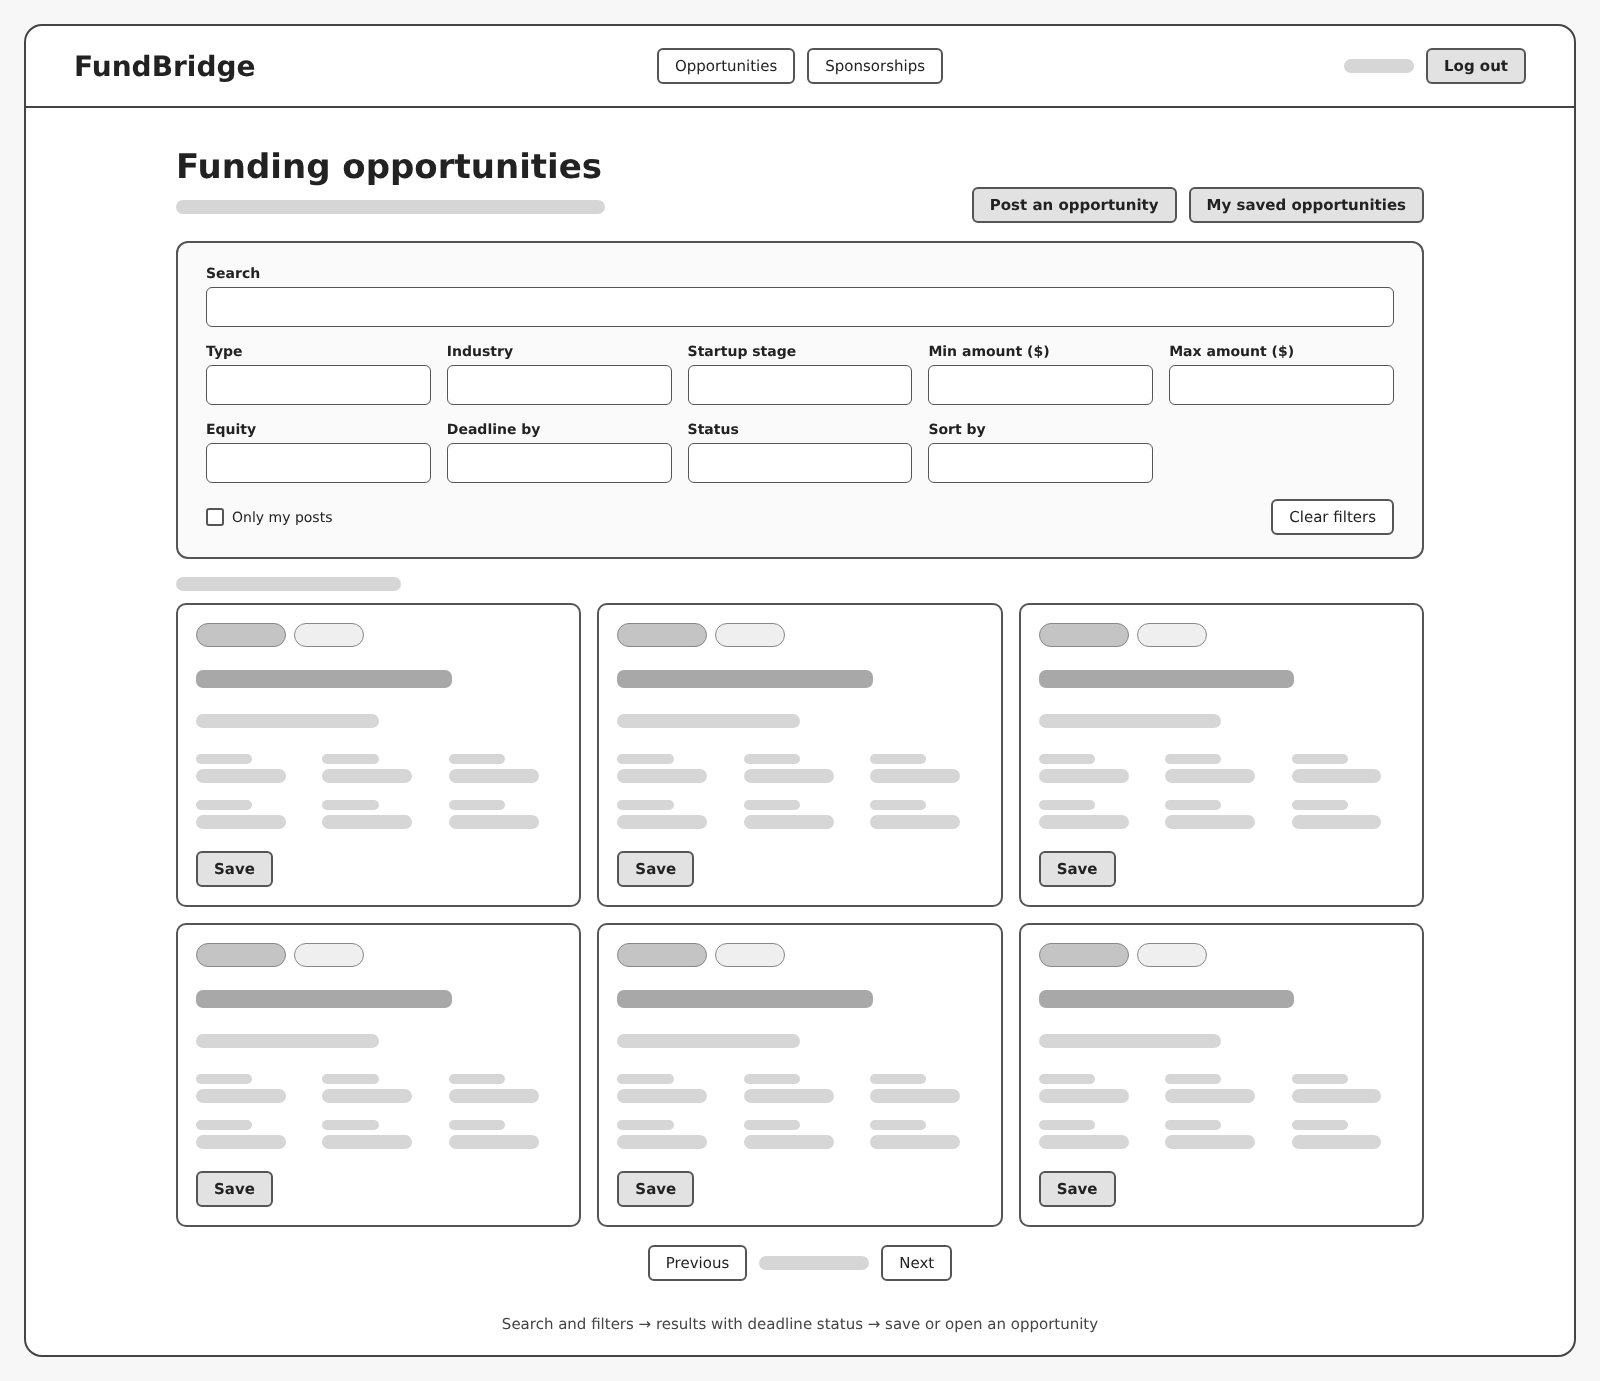 FundBridge
Opportunities
Sponsorships
Log out
Funding opportunities
Post an opportunity
My saved opportunities
Search
Type
Industry
Startup stage
Min amount ($)
Max amount ($)
Equity
Deadline by
Status
Sort by
Only my posts
Clear filters
Save
Save
Save
Save
Save
Save
Previous
Next
Search and filters → results with deadline status → save or open an opportunity